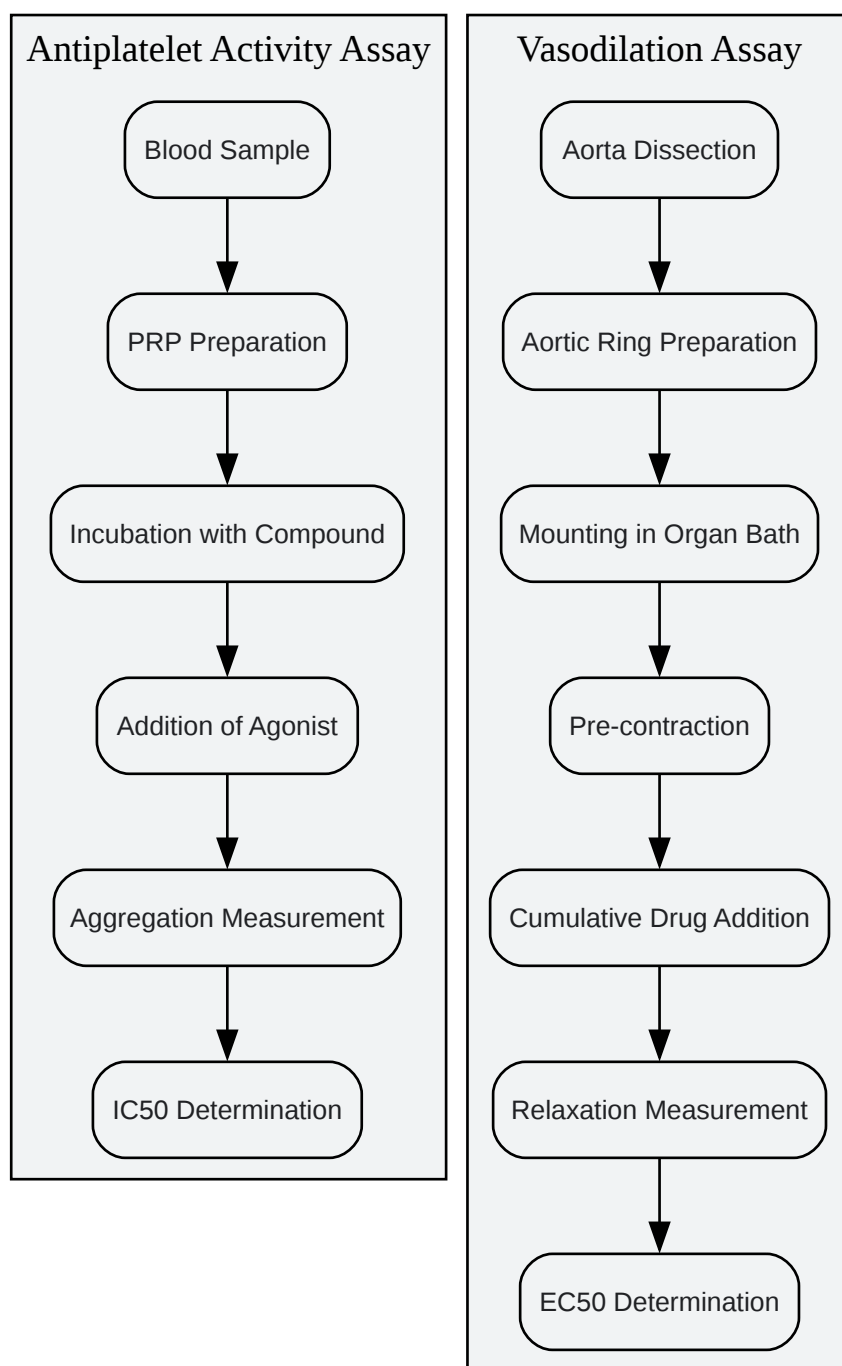 Antiplatelet Activity Assay
Blood Sample
PRP Preparation
Incubation with Compound
Addition of Agonist
Aggregation Measurement
IC50 Determination
Vasodilation Assay
Aorta Dissection
Aortic Ring Preparation
Mounting in Organ Bath
Pre-contraction
Cumulative Drug Addition
Relaxation Measurement
EC50 Determination